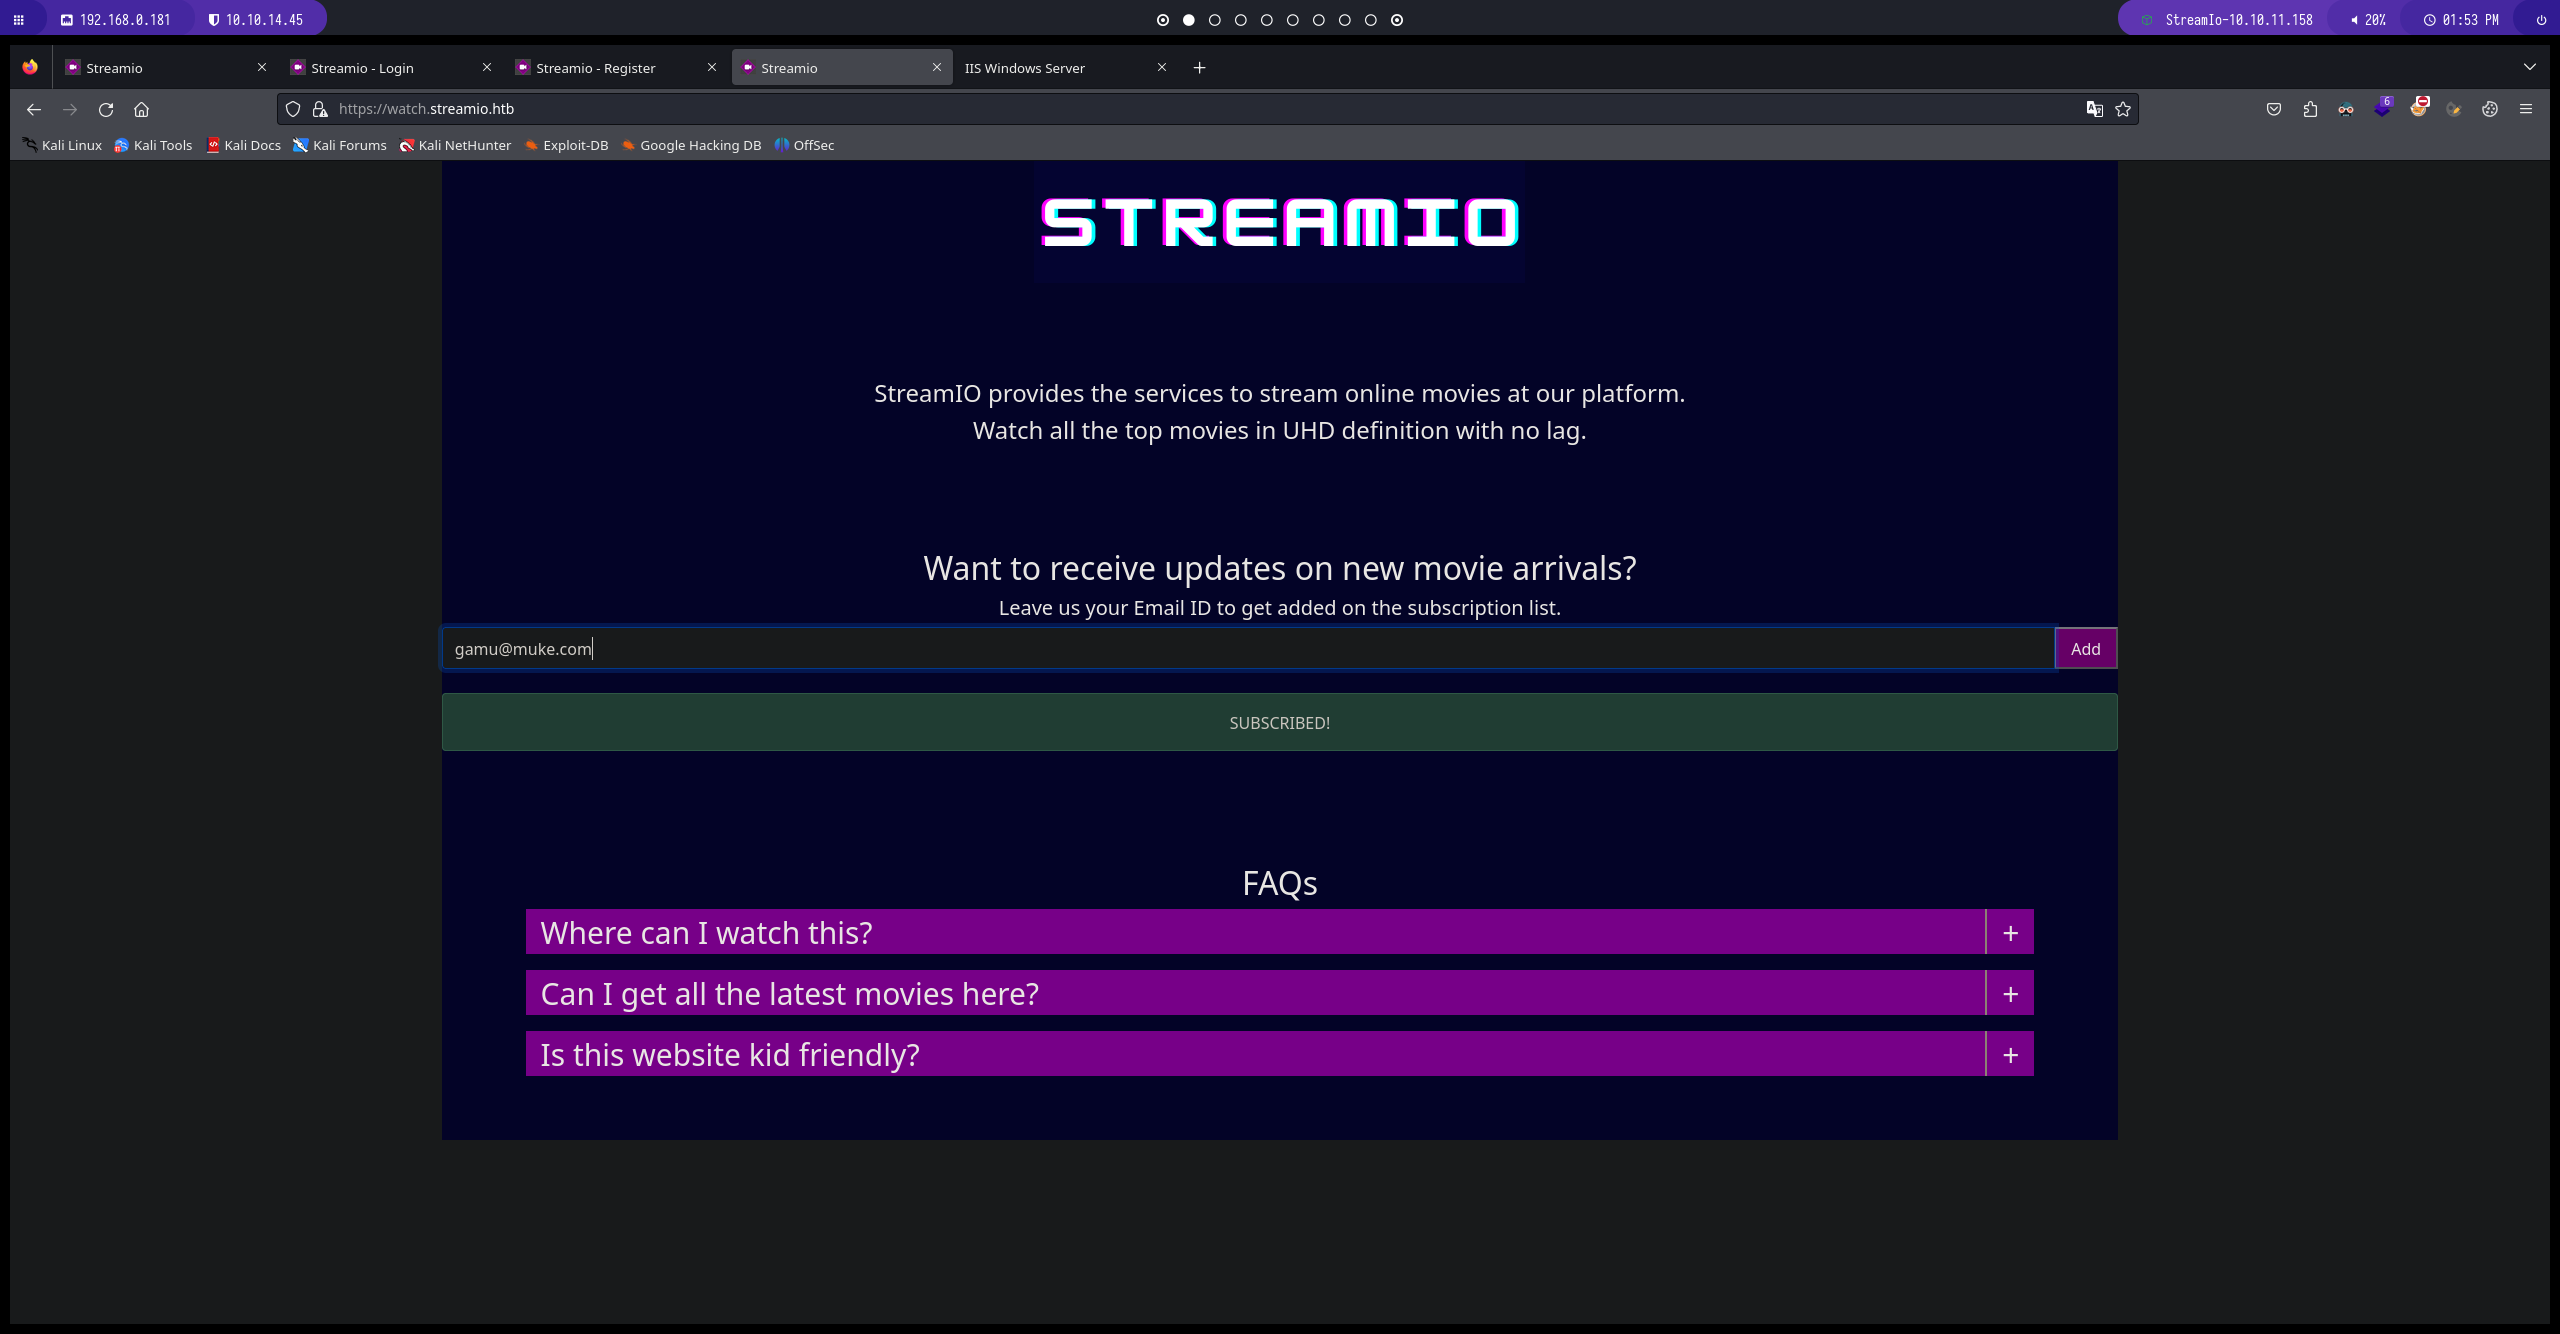 192.168.0.181 10.10.14.45 StreamIo-10.10.11.158 20% 01:53 PM
Streamio Streamio - Login Streamio - Register Streamio IIS Windows Server
https://watch.streamio.htb 6
Kali Linux Kali Tools Kali Docs Kali Forums Kali NetHunter Exploit-DB Google Hacking DB OffSec
STREAMIO
StreamIO provides the services to stream online movies at our platform.
Watch all the top movies in UHD definition with no lag.
Want to receive updates on new movie arrivals?
Leave us your Email ID to get added on the subscription list.
gamu@muke.com Add
SUBSCRIBED!
FAQs
Where can I watch this? +
Can I get all the latest movies here? +
Is this website kid friendly? +